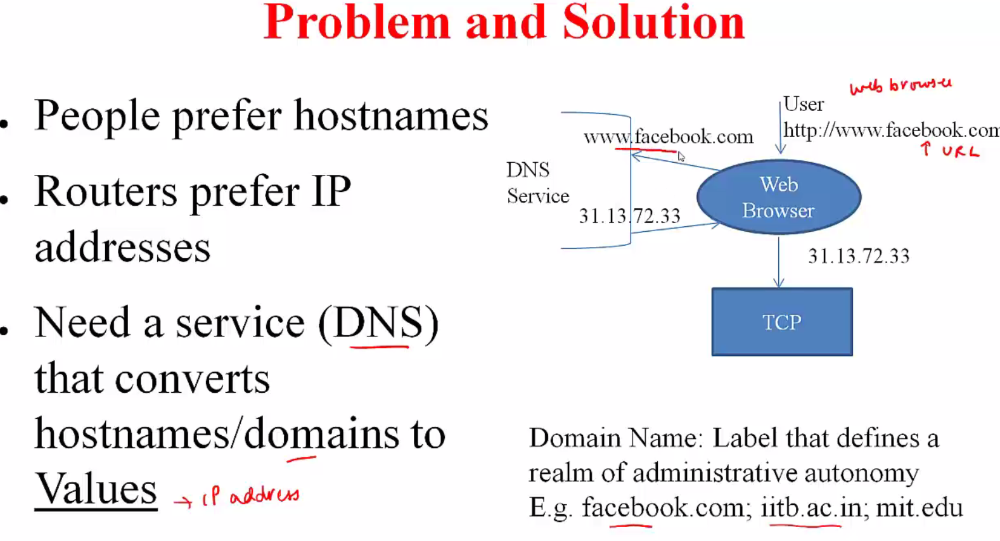 Problem and Solution
. People prefer hostnames
. Routers prefer IP
addresses
. Need a service (DNS)
that converts
hostnames/domains to
Values → IP address
web browser
User
http://www.facebook.com
↑ URL
www.facebook.com
DNS
Service
31.13.72.33
Web
Browser
31.13.72.33
TCP
Domain Name: Label that defines a
realm of administrative autonomy
E.g. facebook.com; iitb.ac.in; mit.edu